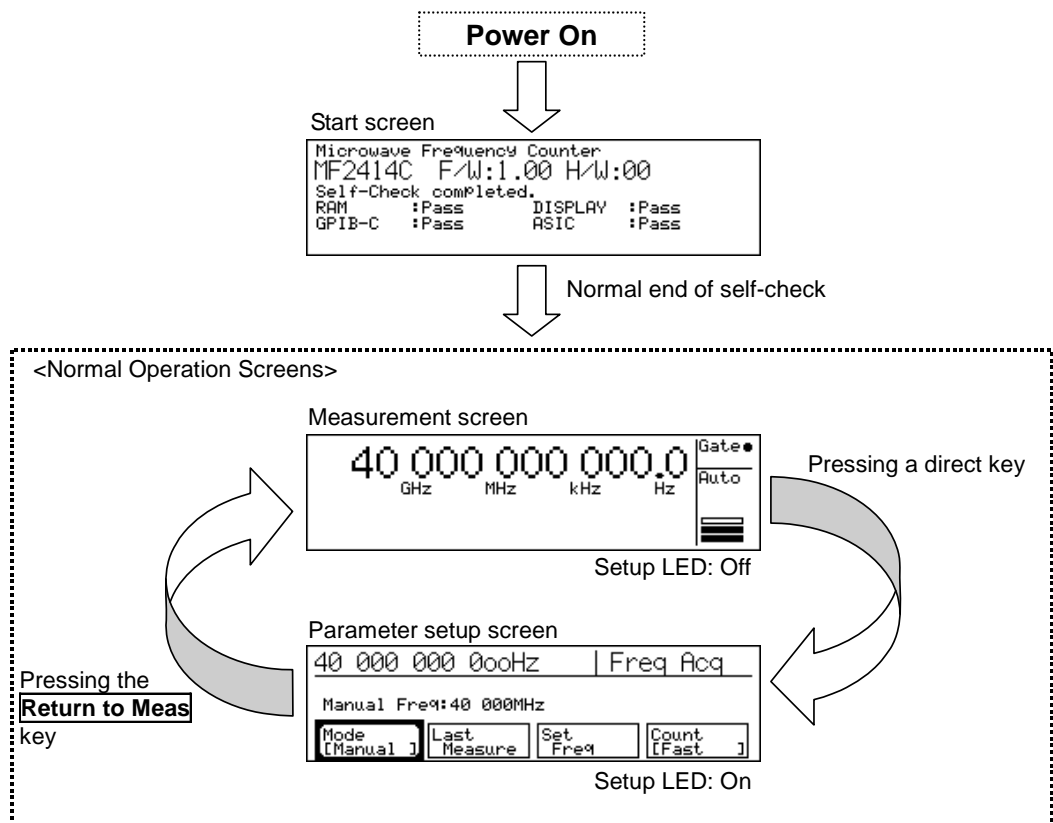 Power On
Start screen
Microwave Frequency Counter
MF2414C F/W:1.00 H/W:00
Self-Check completed.
RAM :Pass DISPLAY :Pass
GPIB-C :Pass ASIC :Pass
Normal end of self-check
<Normal Operation Screens>
Measurement screen
40 000 000 000.0
GHz MHz kHz Hz
Gate●
Auto
Pressing a direct key
Setup LED: Off
Parameter setup screen
40 000 000 0ooHz | Freq Acq
Manual Freq:40 000MHz
Mode Last Set Count
[Manual ] Measure Freq [Fast ]
Pressing the
Return to Meas
key
Setup LED: On